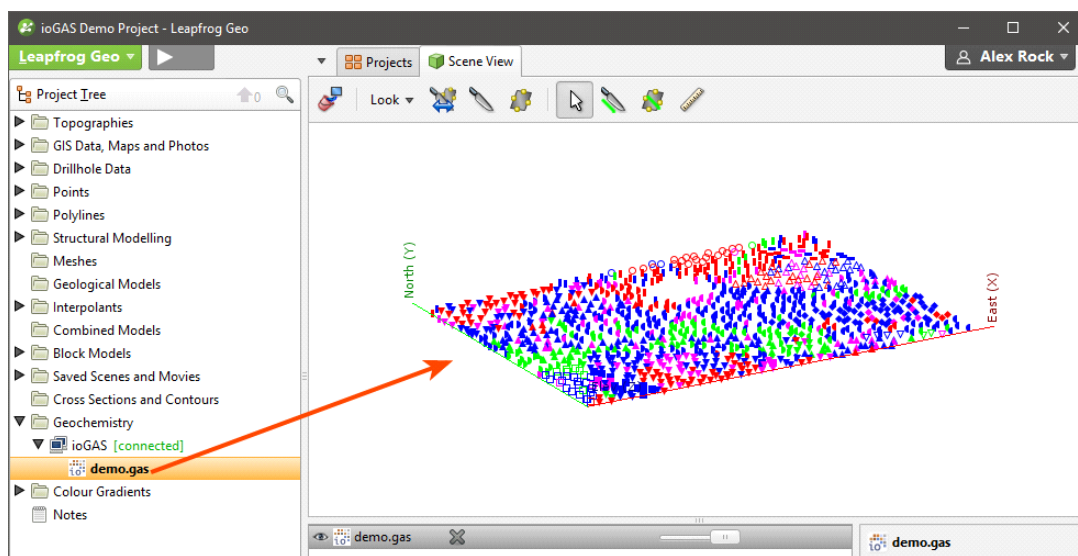 ioGAS Demo Project - Leapfrog Geo
Leapfrog Geo
Projects
Scene View
Alex Rock
Project Tree
0
Look
Topographies
GIS Data, Maps and Photos
Drillhole Data
Points
Polylines
Structural Modelling
Meshes
Geological Models
Interpolants
Combined Models
Block Models
Saved Scenes and Movies
Cross Sections and Contours
Geochemistry
ioGAS [connected]
demo.gas
Colour Gradients
Notes
North (Y)
East (X)
demo.gas
demo.gas